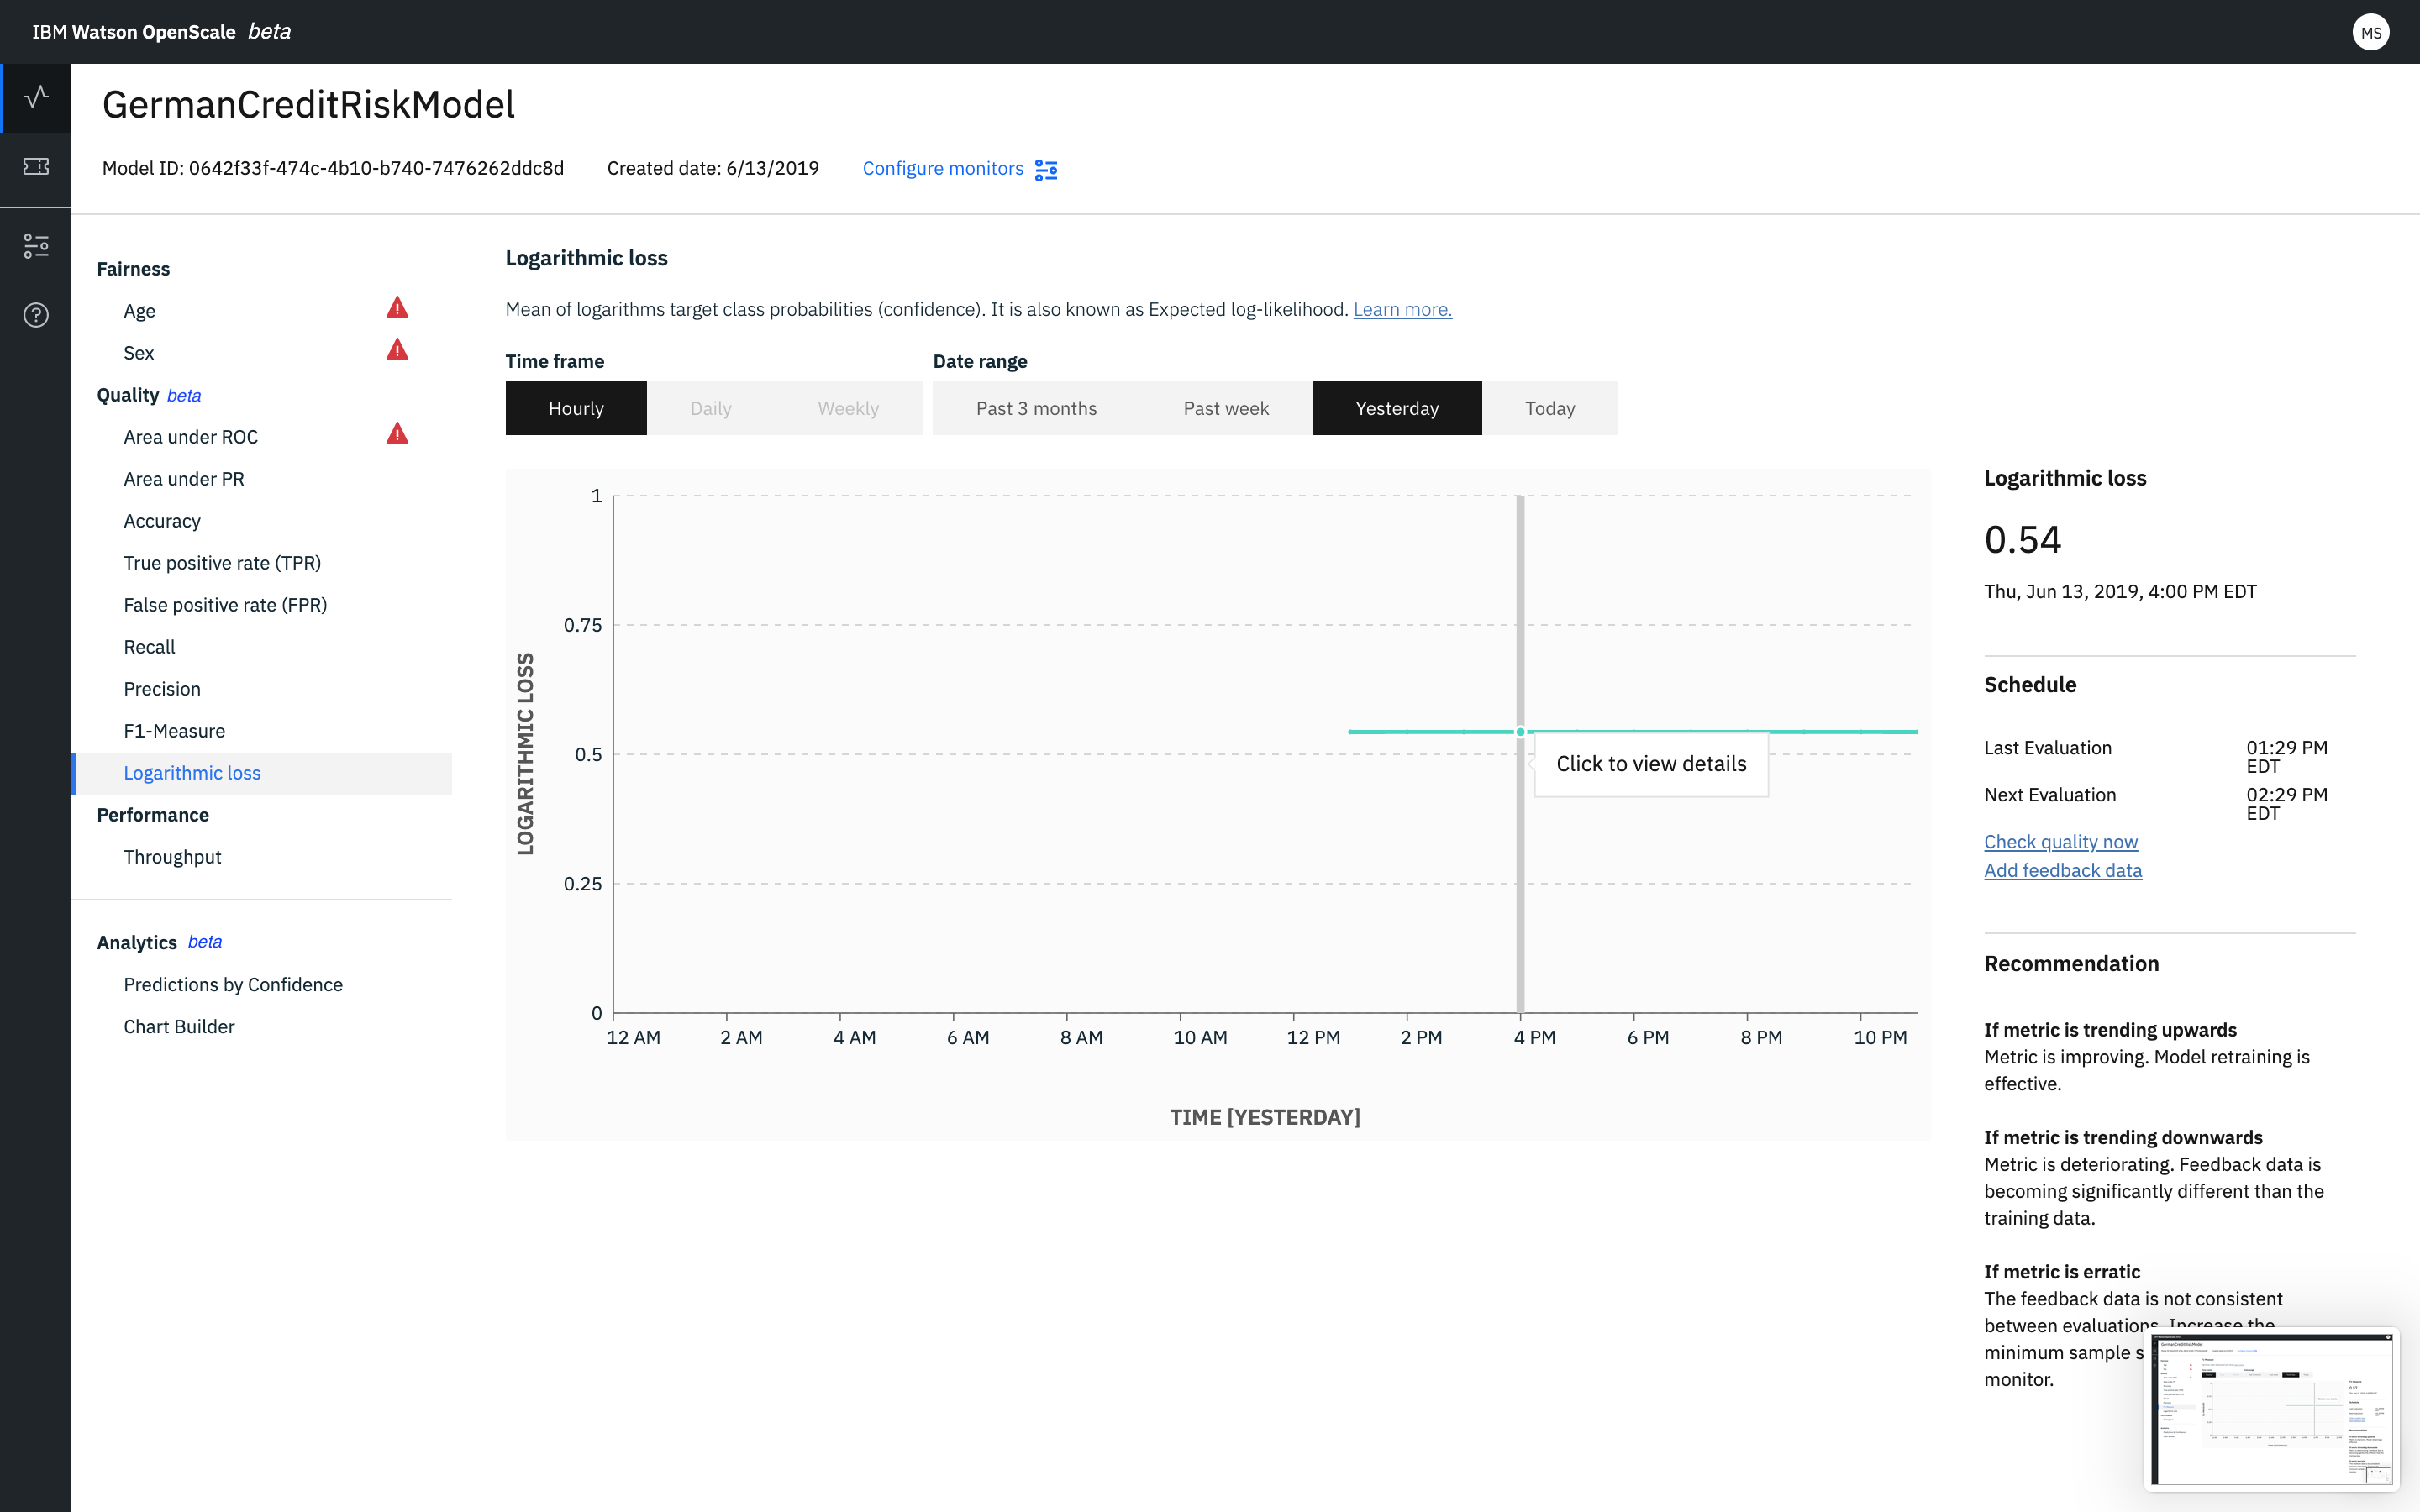 IBM Watson OpenScale beta
MS
GermanCreditRiskModel
Model ID: 0642f33f-474c-4b10-b740-7476262ddc8d Created date: 6/13/2019 Configure monitors
Fairness
Age
Sex
Quality beta
Area under ROC
Area under PR
Accuracy
True positive rate (TPR)
False positive rate (FPR)
Recall
Precision
F1-Measure
Logarithmic loss
Performance
Throughput
Analytics beta
Predictions by Confidence
Chart Builder
Logarithmic loss
Mean of logarithms target class probabilities (confidence). It is also known as Expected log-likelihood. Learn more.
Time frame
Hourly Daily Weekly
Date range
Past 3 months Past week Yesterday Today
LOGARITHMIC LOSS
1
0.75
0.5
0.25
0
Click to view details
12 AM 2 AM 4 AM 6 AM 8 AM 10 AM 12 PM 2 PM 4 PM 6 PM 8 PM 10 PM
TIME [YESTERDAY]
Logarithmic loss
0.54
Thu, Jun 13, 2019, 4:00 PM EDT
Schedule
Last Evaluation 01:29 PM
EDT
Next Evaluation 02:29 PM
EDT
Check quality now
Add feedback data
Recommendation
If metric is trending upwards
Metric is improving. Model retraining is
effective.
If metric is trending downwards
Metric is deteriorating. Feedback data is
becoming significantly different than the
training data.
If metric is erratic
The feedback data is not consistent
between evaluations. Increase the
minimum sample s
monitor.